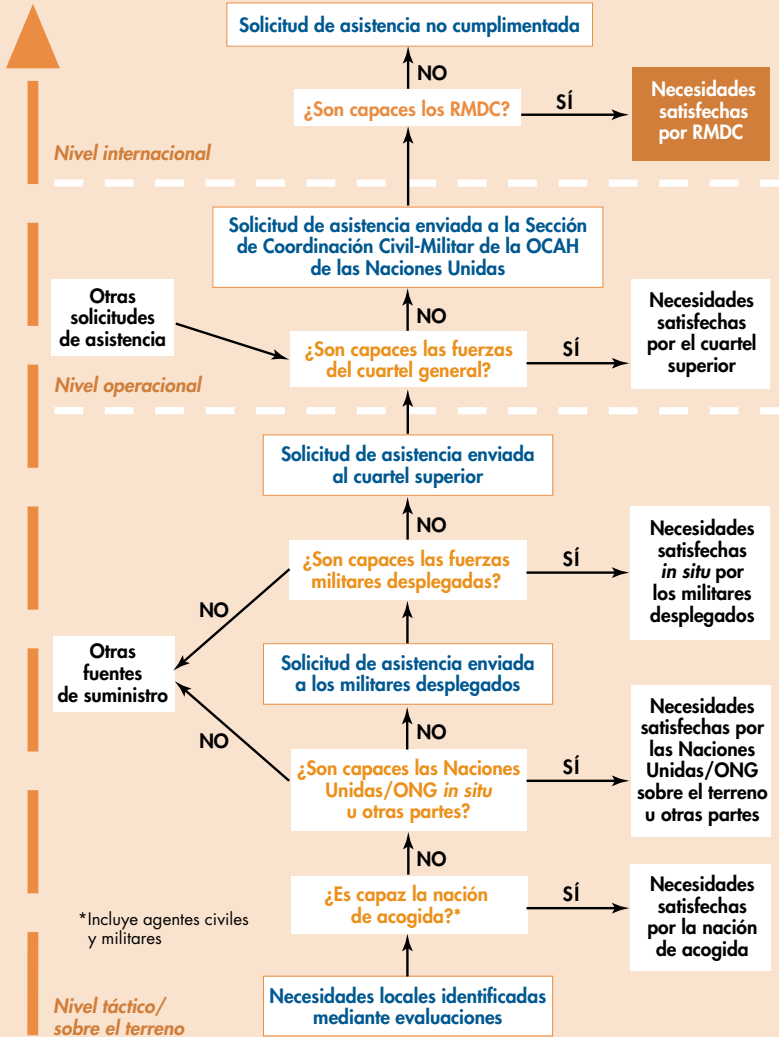 Solicitud de asistencia no cumplimentada
NO
¿Son capaces los RMDC?
SÍ
Necesidades
satisfechas
por RMDC
Nivel internacional
Solicitud de asistencia enviada a la Sección
de Coordinación Civil-Militar de la OCAH
de las Naciones Unidas
Otras
solicitudes
de asistencia
NO
¿Son capaces las fuerzas
del cuartel general?
SÍ
Necesidades
satisfechas
por el cuartel
superior
Nivel operacional
Solicitud de asistencia enviada
al cuartel superior
NO
¿Son capaces las fuerzas
militares desplegadas?
SÍ
Necesidades
satisfechas
in situ por
los militares
desplegados
NO
Otras
fuentes
de suministro
Solicitud de asistencia enviada
a los militares desplegados
NO
NO
¿Son capaces las Naciones
Unidas/ONG in situ
u otras partes?
SÍ
Necesidades
satisfechas por
las Naciones
Unidas/ONG
sobre el terreno
u otras partes
NO
¿Es capaz la nación
de acogida?*
SÍ
Necesidades
satisfechas
por la nación
de acogida
*Incluye agentes civiles
y militares
Necesidades locales identificadas
mediante evaluaciones
Nivel táctico/
sobre el terreno